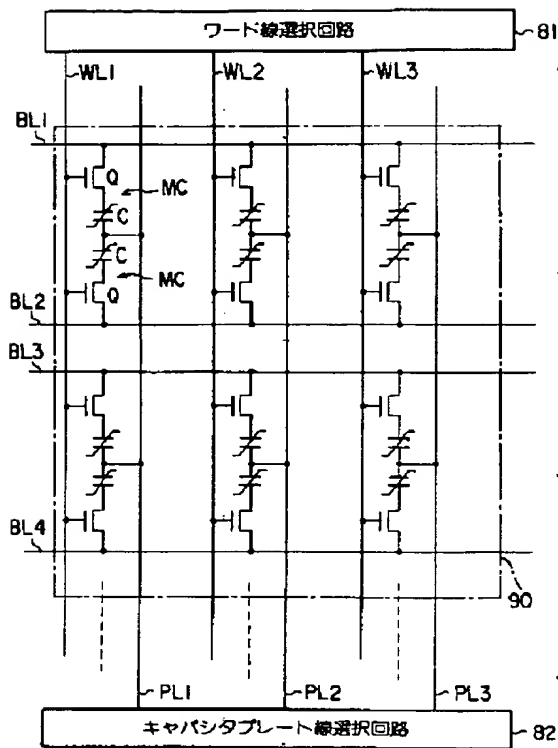 ワード線選択回路
81
WL1
WL2
WL3
BL1
Q
MC
C
C
MC
Q
BL2
BL3
BL4
90
PL1
PL2
PL3
キャパシタプレート線選択回路
82